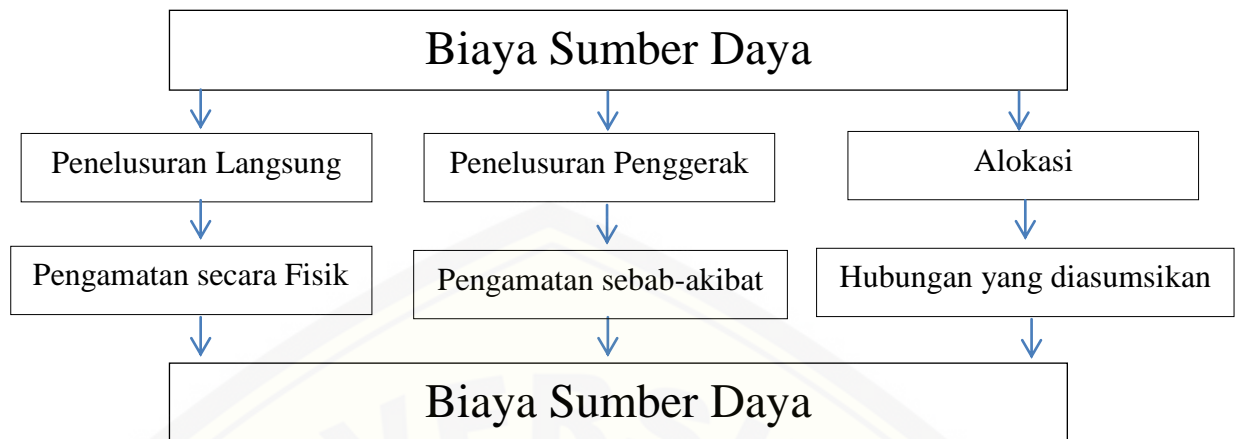 Biaya Sumber Daya
Penelusuran Langsung
Penelusuran Penggerak
Alokasi
Pengamatan secara Fisik
Pengamatan sebab-akibat
Hubungan yang diasumsikan
Biaya Sumber Daya